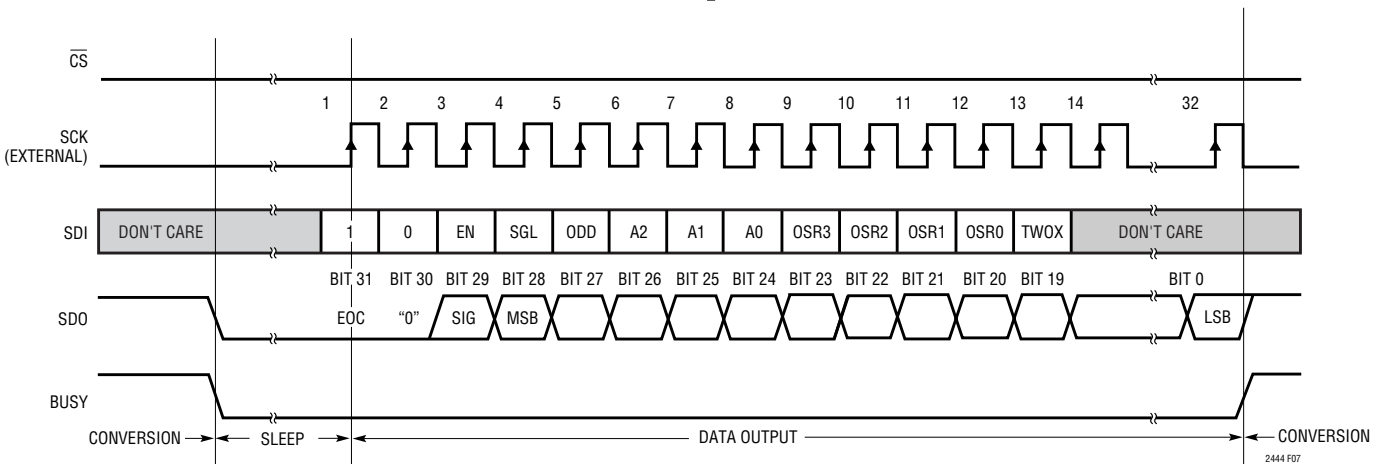 CS
1 2 3 4 5 6 7 8 9 10 11 12 13 14 32
SCK
(EXTERNAL)
SDI DON'T CARE 1 0 EN SGL ODD A2 A1 A0 OSR3 OSR2 OSR1 OSR0 TWOX DON'T CARE
BIT 31 BIT 30 BIT 29 BIT 28 BIT 27 BIT 26 BIT 25 BIT 24 BIT 23 BIT 22 BIT 21 BIT 20 BIT 19 BIT 0
SDO EOC “0” SIG MSB LSB
BUSY
CONVERSION SLEEP DATA OUTPUT CONVERSION
2444 F07